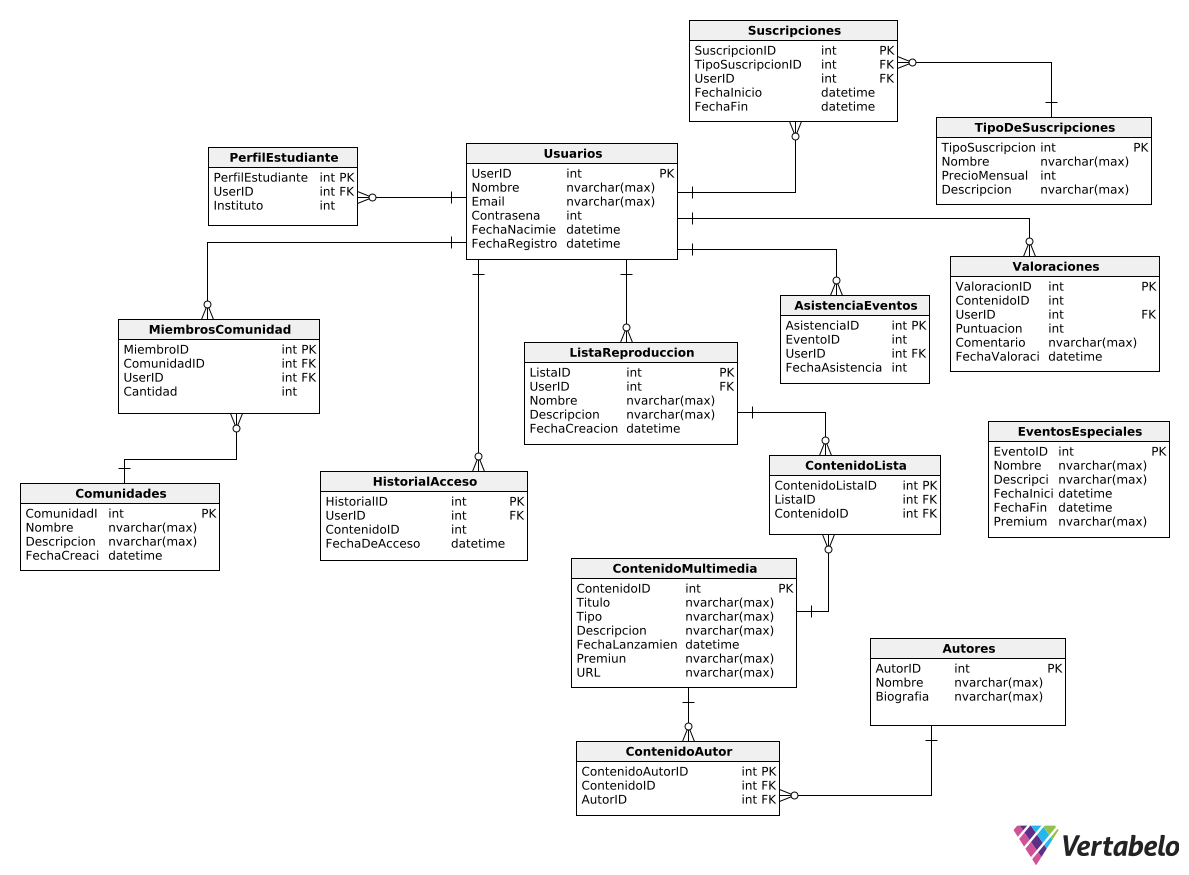 Suscripciones
SuscripcionID int PK
TipoSuscripcionID int FK
UserID int FK
FechaInicio datetime
FechaFin datetime
TipoDeSuscripciones
TipoSuscripcion int PK
Nombre nvarchar(max)
PrecioMensual int
Descripcion nvarchar(max)
PerfilEstudiante
PerfilEstudiante int PK
UserID int FK
Instituto int
Usuarios
UserID int PK
Nombre nvarchar(max)
Email nvarchar(max)
Contrasena int
FechaNacimie datetime
FechaRegistro datetime
Valoraciones
ValoracionID int PK
ContenidoID int
UserID int FK
Puntuacion int
Comentario nvarchar(max)
FechaValoraci datetime
AsistenciaEventos
AsistenciaID int PK
EventoID int
UserID int FK
FechaAsistencia int
MiembrosComunidad
MiembroID int PK
ComunidadID int FK
UserID int FK
Cantidad int
ListaReproduccion
ListaID int PK
UserID int FK
Nombre nvarchar(max)
Descripcion nvarchar(max)
FechaCreacion datetime
EventosEspeciales
EventoID int PK
Nombre nvarchar(max)
Descripci nvarchar(max)
FechaInici datetime
FechaFin datetime
Premium nvarchar(max)
ContenidoLista
ContenidoListaID int PK
ListaID int FK
ContenidoID int FK
Comunidades
ComunidadI int PK
Nombre nvarchar(max)
Descripcion nvarchar(max)
FechaCreaci datetime
HistorialAcceso
HistorialID int PK
UserID int FK
ContenidoID int
FechaDeAcceso datetime
ContenidoMultimedia
ContenidoID int PK
Titulo nvarchar(max)
Tipo nvarchar(max)
Descripcion nvarchar(max)
FechaLanzamien datetime
Premiun nvarchar(max)
URL nvarchar(max)
Autores
AutorID int PK
Nombre nvarchar(max)
Biografia nvarchar(max)
ContenidoAutor
ContenidoAutorID int PK
ContenidoID int FK
AutorID int FK
Vertabelo